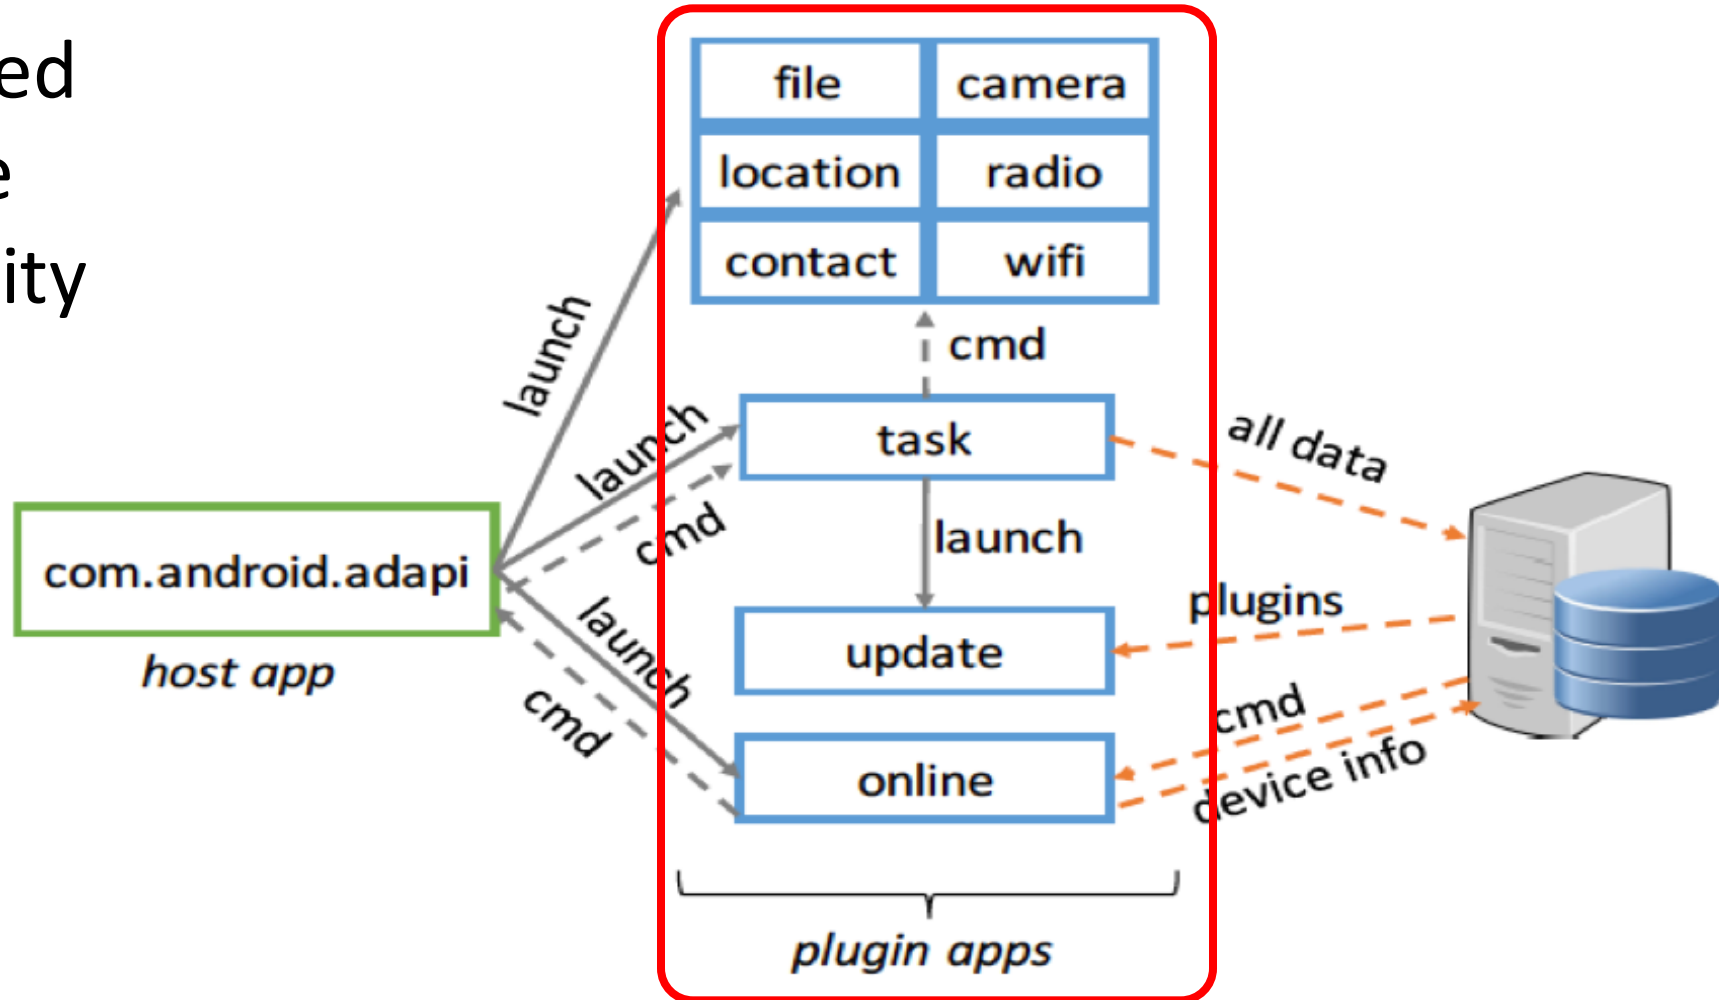 ed
e
ity
file
camera
location
radio
contact
wifi
launch
cmd
launch
task
all data
cmd
launch
com.android.adapi
plugins
launch
update
host app
cmd
cmd
online
device info
plugin apps